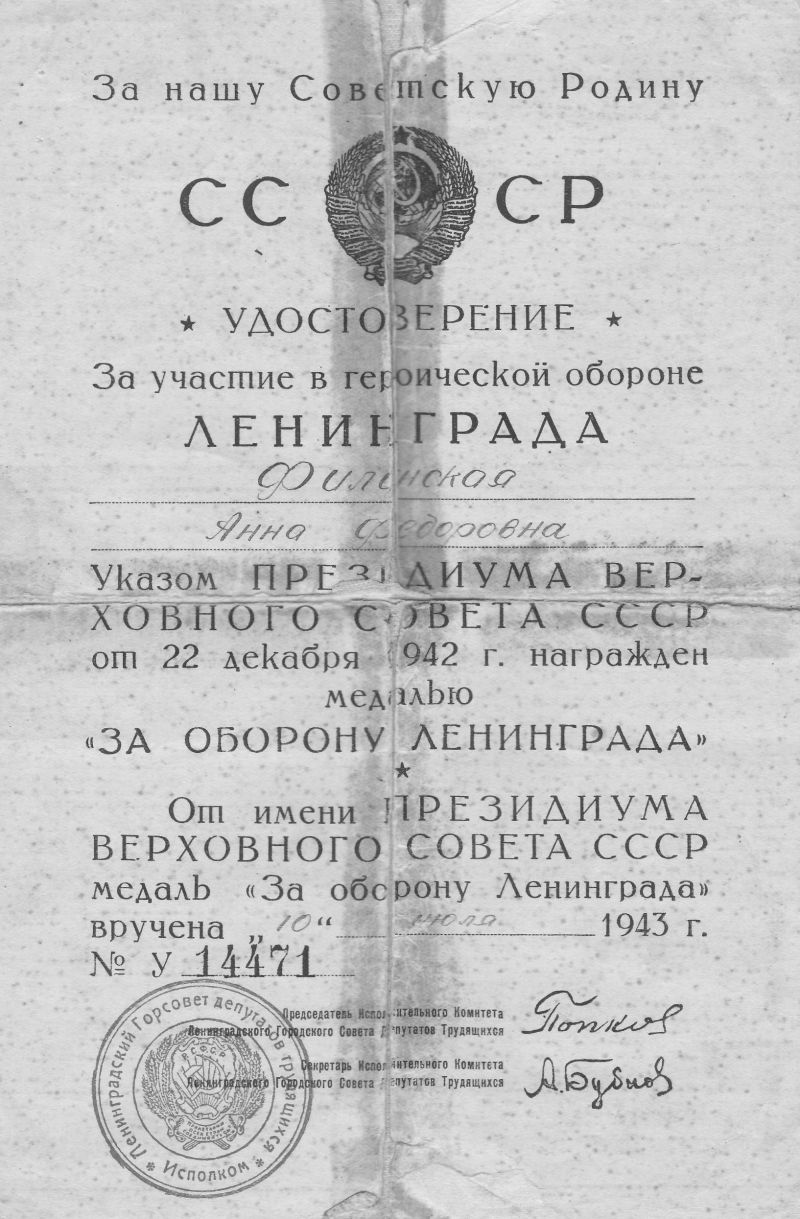 За нашу Советскую Родину
СССР
УДОСТОВЕРЕНИЕ
За участие в героической обороне
ЛЕНИНГРАДА
Филинская
Анна Федоровна
Указом ПРЕЗИДИУМА ВЕР-
ХОВНОГО СОВЕТА СССР
от 22 декабря 1942 г. награжден
медалью
«ЗА ОБОРОНУ ЛЕНИНГРАДА»
От имени ПРЕЗИДИУМА
ВЕРХОВНОГО СОВЕТА СССР
медаль «За оборону Ленинграда»
вручена „10“ июля 1943 г.
№ У 14471
Председатель Исполнительного Комитета
Ленинградского Городского Совета Депутатов Трудящихся
Попков
Секретарь Исполнительного Комитета
Ленинградского Городского Совета Депутатов Трудящихся
А.Бубнов
Ленинградский Горсовет депутатов трудящихся
* Исполком *
Р.С.Ф.С.Р.